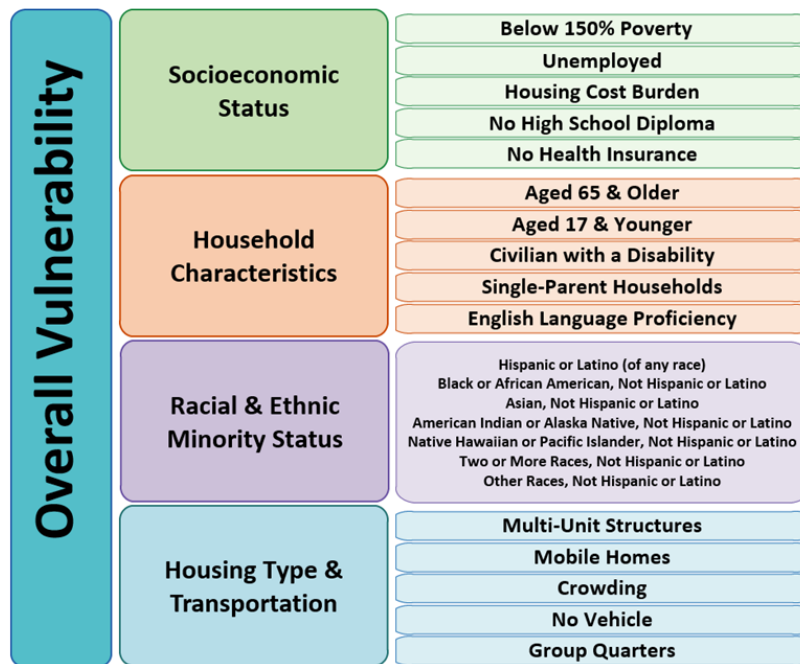 Overall Vulnerability
Socioeconomic
Status
Below 150% Poverty
Unemployed
Housing Cost Burden
No High School Diploma
No Health Insurance
Household
Characteristics
Aged 65 & Older
Aged 17 & Younger
Civilian with a Disability
Single-Parent Households
English Language Proficiency
Racial & Ethnic
Minority Status
Hispanic or Latino (of any race)
Black or African American, Not Hispanic or Latino
Asian, Not Hispanic or Latino
American Indian or Alaska Native, Not Hispanic or Latino
Native Hawaiian or Pacific Islander, Not Hispanic or Latino
Two or More Races, Not Hispanic or Latino
Other Races, Not Hispanic or Latino
Housing Type &
Transportation
Multi-Unit Structures
Mobile Homes
Crowding
No Vehicle
Group Quarters